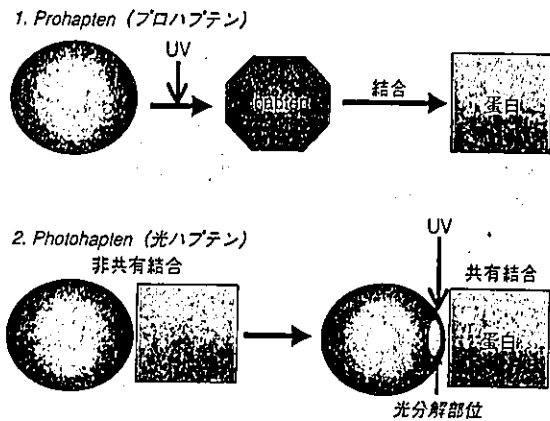 1. Prohapten (プロハプテン)
UV
hapten
結合
蛋白
2. Photohapten (光ハプテン)
非共有結合
UV
共有結合
蛋白
光分解部位